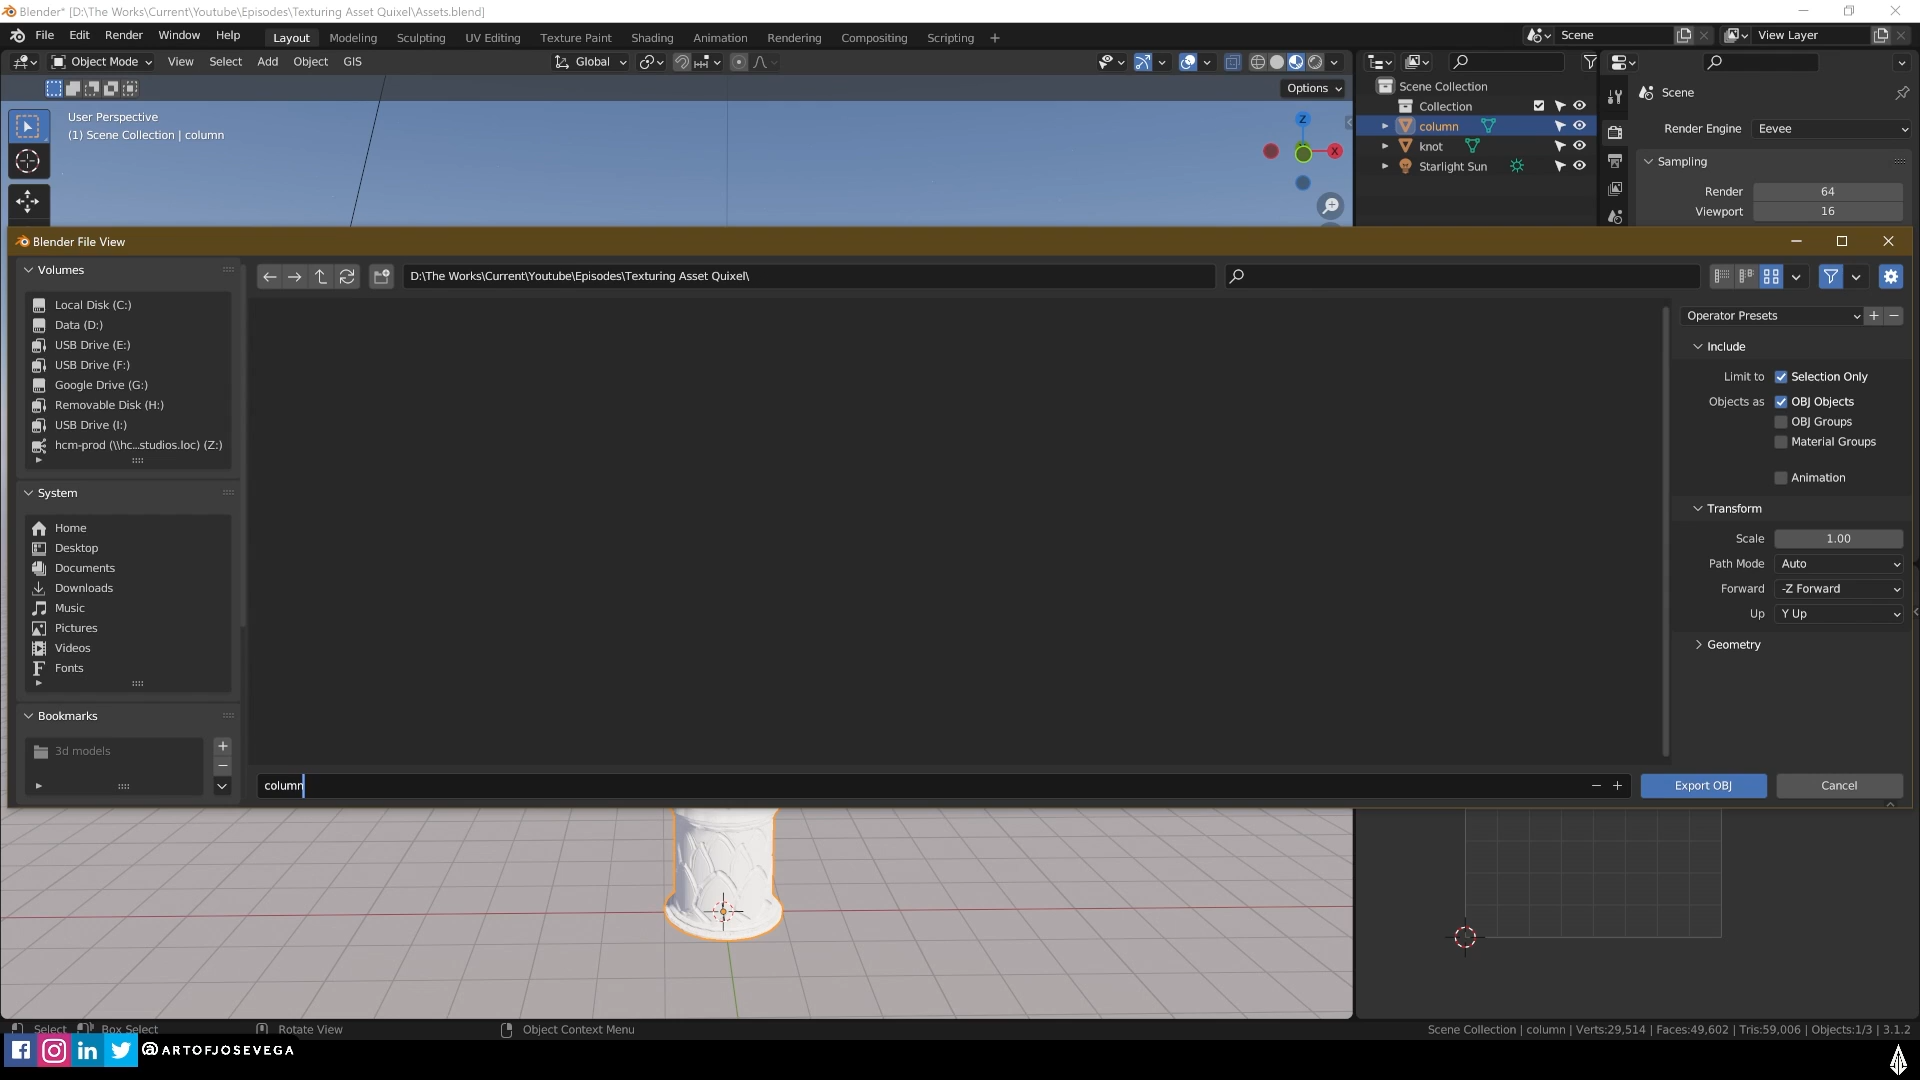 Blender* [D:\The Works\Current\Youtube\Episodes\Texturing Asset Quixel\Assets.blend]
File Edit Render Window Help Layout Modeling Sculpting UV Editing Texture Paint Shading Animation Rendering Compositing Scripting + Scene View Layer
Object Mode View Select Add Object GIS Global
Options
User Perspective
(1) Scene Collection | column
Z
X
Scene Collection
Collection
column
knot
Starlight Sun
Scene
Render Engine Eevee
Sampling
Render 64
Viewport 16
Blender File View
Volumes
Local Disk (C:)
Data (D:)
USB Drive (E:)
USB Drive (F:)
Google Drive (G:)
Removable Disk (H:)
USB Drive (I:)
hcm-prod (\\hc...studios.loc) (Z:)
System
Home
Desktop
Documents
Downloads
Music
Pictures
Videos
Fonts
Bookmarks
3d models
D:\The Works\Current\Youtube\Episodes\Texturing Asset Quixel\
Operator Presets
Include
Limit to Selection Only
Objects as OBJ Objects
OBJ Groups
Material Groups
Animation
Transform
Scale 1.00
Path Mode Auto
Forward -Z Forward
Up Y Up
Geometry
column
Export OBJ Cancel
Select Box Select Rotate View Object Context Menu
Scene Collection | column | Verts:29,514 | Faces:49,602 | Tris:59,006 | Objects:1/3 | 3.1.2
@ARTOFJOSEVEGA